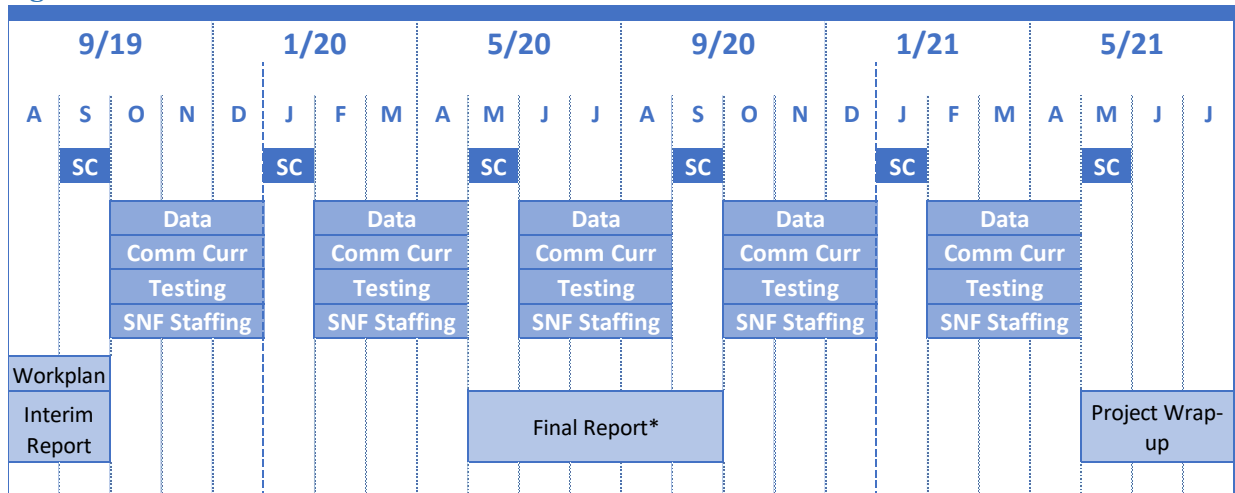 9/19 1/20 5/20 9/20 1/21 5/21
A S O N D J F M A M J J A S O N D J F M A M J J
SC SC SC SC SC SC
Data Data Data Data Data
Comm Curr Comm Curr Comm Curr Comm Curr Comm Curr
Testing Testing Testing Testing Testing
SNF Staffing SNF Staffing SNF Staffing SNF Staffing SNF Staffing
Workplan
Interim
Report
Final Report*
Project Wrap-
up